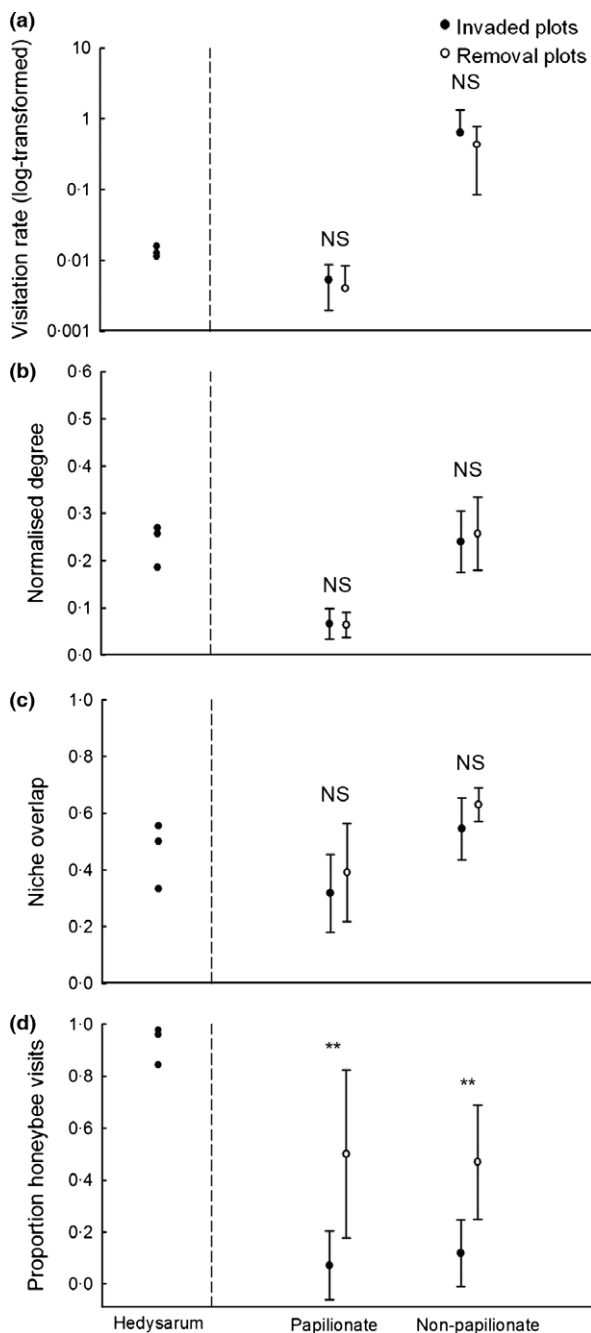 (a)
Invaded plots
Removal plots
Visitation rate (log-transformed)
10
1
0·1
0·01
0·001
NS
NS
(b)
Normalised degree
0·6
0·5
0·4
0·3
0·2
0·1
0·0
NS
NS
(c)
Niche overlap
1·0
0·8
0·6
0·4
0·2
0·0
NS
NS
(d)
Proportion honeybee visits
1·0
0·8
0·6
0·4
0·2
0·0
**
**
Hedysarum
Papilionate
Non-papilionate